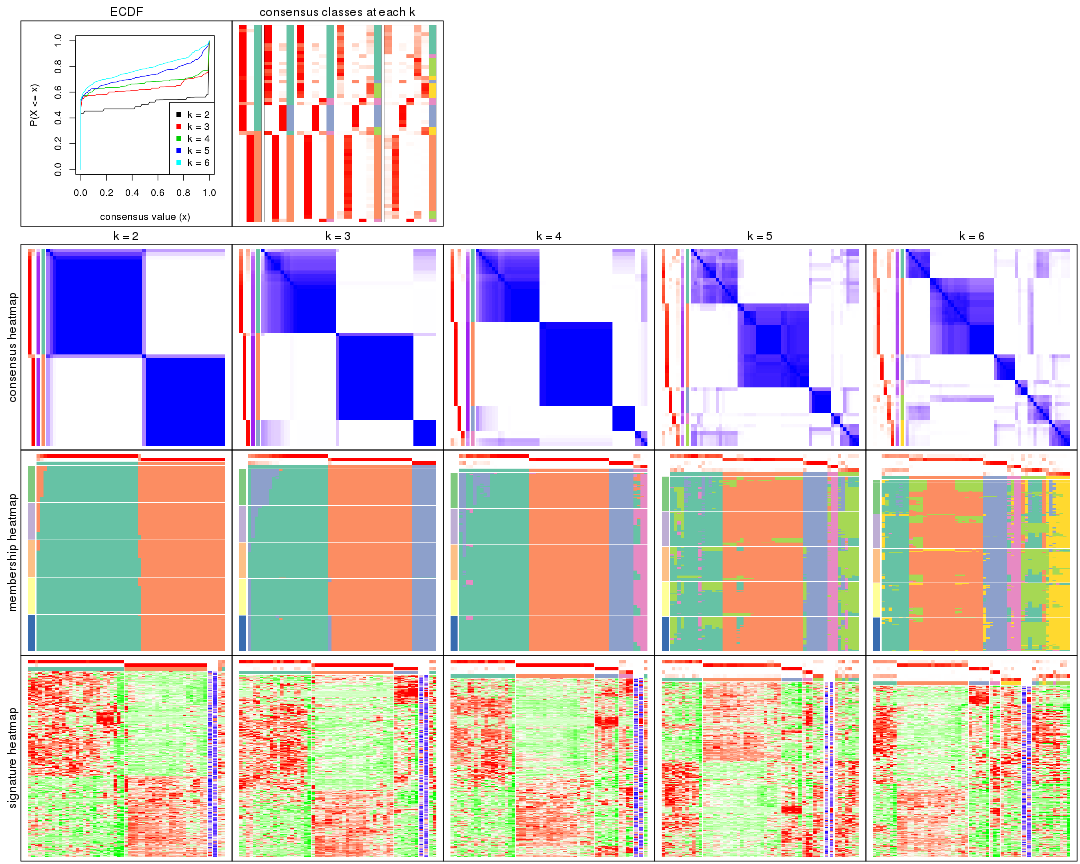 ECDF
consensus classes at each k
P(X <= x)
0.0 0.2 0.4 0.6 0.8 1.0
k = 2
k = 3
k = 4
k = 5
k = 6
0.0 0.2 0.4 0.6 0.8 1.0
consensus value (x)
k = 2
k = 3
k = 4
k = 5
k = 6
consensus heatmap
membership heatmap
signature heatmap